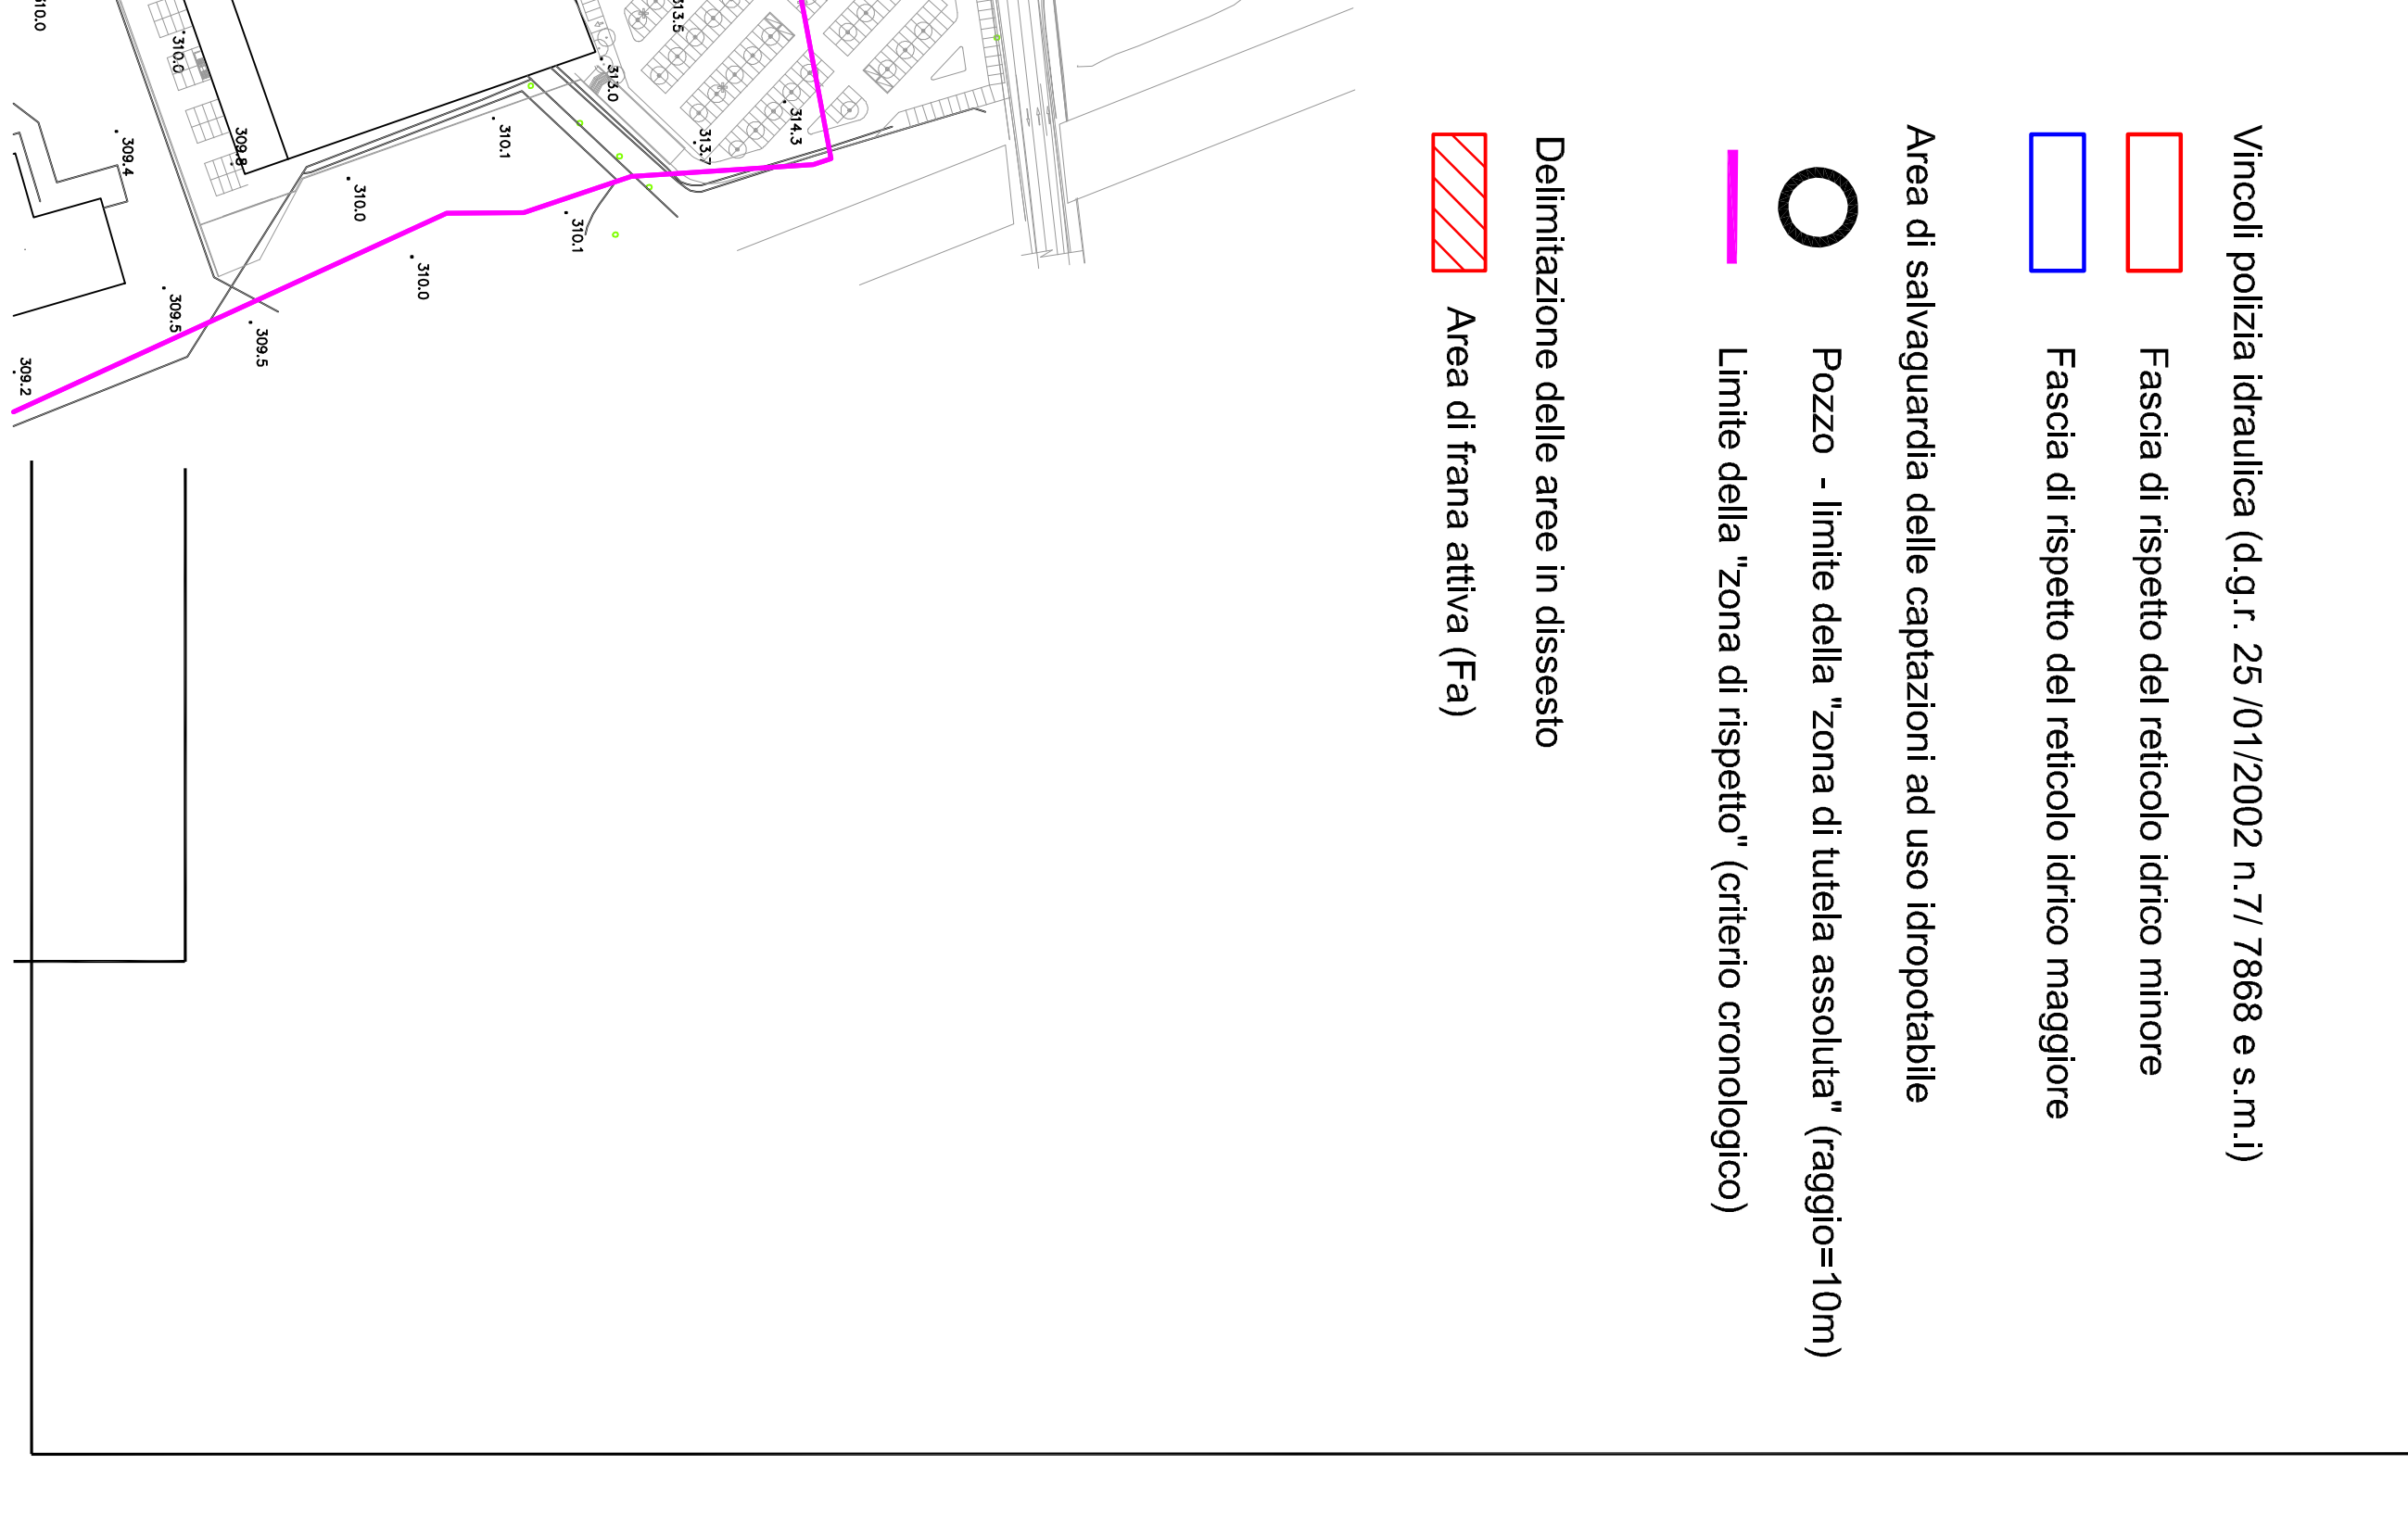 Vincoli polizia idraulica (d.g.r. 25 /01/2002 n.7/ 7868 e s.m.i)
Fascia di rispetto del reticolo idrico minore
Fascia di rispetto del reticolo idrico maggiore
Area di salvaguardia delle captazioni ad uso idropotabile
Pozzo - limite della "zona di tutela assoluta" (raggio=10m)
Limite della "zona di rispetto" (criterio cronologico)
Delimitazione delle aree in dissesto
Area di frana attiva (Fa)
314.3
313.7
313.5
313.0
310.1
310.1
310.0
310.0
309.5
309.8
310.0
309.5
309.4
309.2